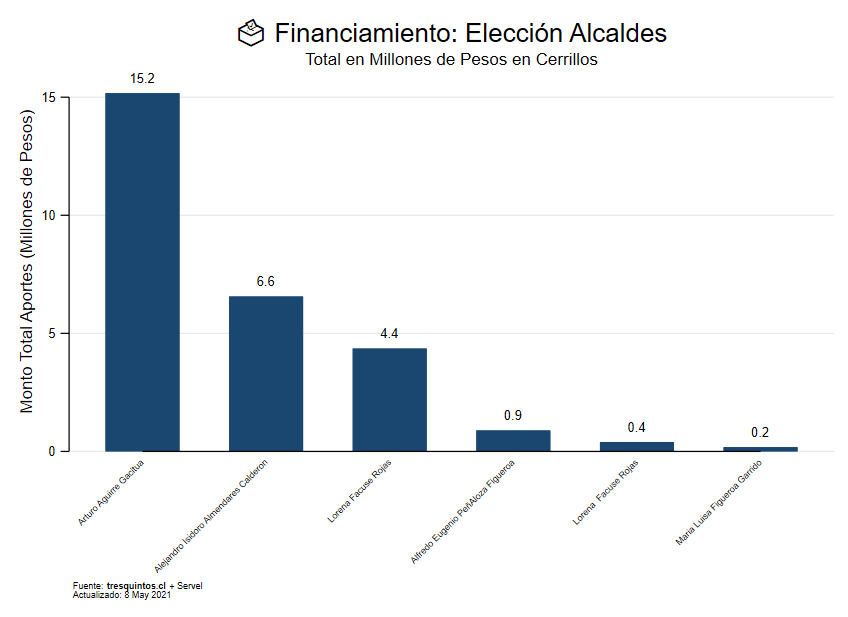 Financiamiento: Elección Alcaldes
Total en Millones de Pesos en Cerrillos
Monto Total Aportes (Millones de Pesos)
15
10
5
0
15.2
6.6
4.4
0.9
0.4
0.2
Arturo Aguirre Gacitua
Alejandro Isidoro Almendares Calderon
Lorena Facuse Rojas
Alfredo Eugenio PeñAloza Figueroa
Lorena  Facuse Rojas
Maria Luisa Figueroa Garrido
Fuente: tresquintos.cl + Servel
Actualizado: 8 May 2021